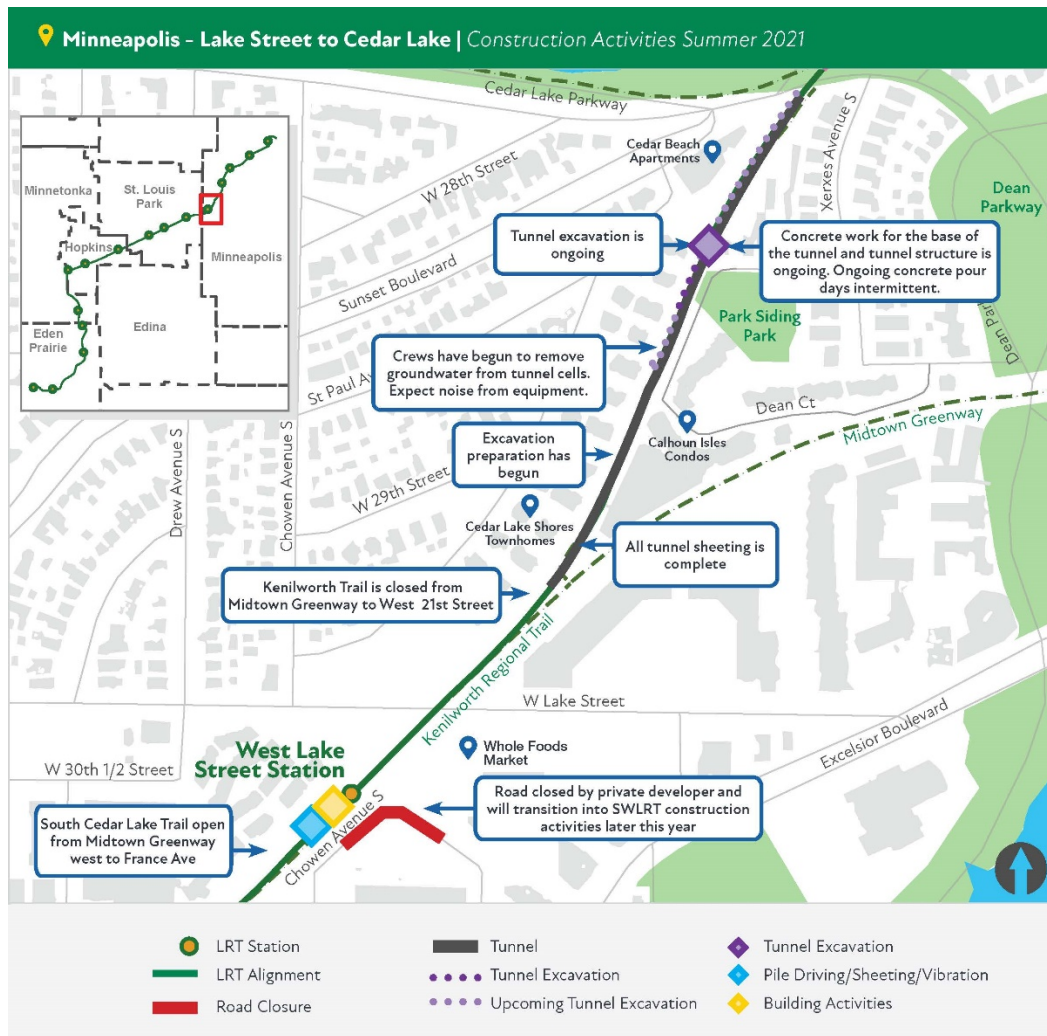 Minneapolis - Lake Street to Cedar Lake | Construction Activities Summer 2021
Cedar Lake Parkway
Cedar Beach
Apartments
Xerxes Avenue S
W 28th Street
Minnetonka
St. Louis
Park
Hopkins
Minneapolis
Edina
Eden
Prairie
Dean
Parkway
Tunnel excavation is
ongoing
Concrete work for the base of
the tunnel and tunnel structure is
ongoing. Ongoing concrete pour
days intermittent.
Sunset Boulevard
Park Siding
Park
Dean Par
Crews have begun to remove
groundwater from tunnel cells.
Expect noise from equipment.
St Paul Av
Dean Ct
Midtown Greenway
Calhoun Isles
Condos
Excavation
preparation has
begun
Drew Avenue S
Chowen Avenue S
W 29th Street
Cedar Lake Shores
Townhomes
All tunnel sheeting is
complete
Kenilworth Trail is closed from
Midtown Greenway to West 21st Street
Kenilworth Regional Trail
W Lake Street
Excelsior Boulevard
West Lake
Street Station
Whole Foods
Market
W 30th 1/2 Street
Road closed by private developer and
will transition into SWLRT construction
activities later this year
South Cedar Lake Trail open
from Midtown Greenway
west to France Ave
Chowen Avenue S
LRT Station
LRT Alignment
Road Closure
Tunnel
Tunnel Excavation
Upcoming Tunnel Excavation
Tunnel Excavation
Pile Driving/Sheeting/Vibration
Building Activities